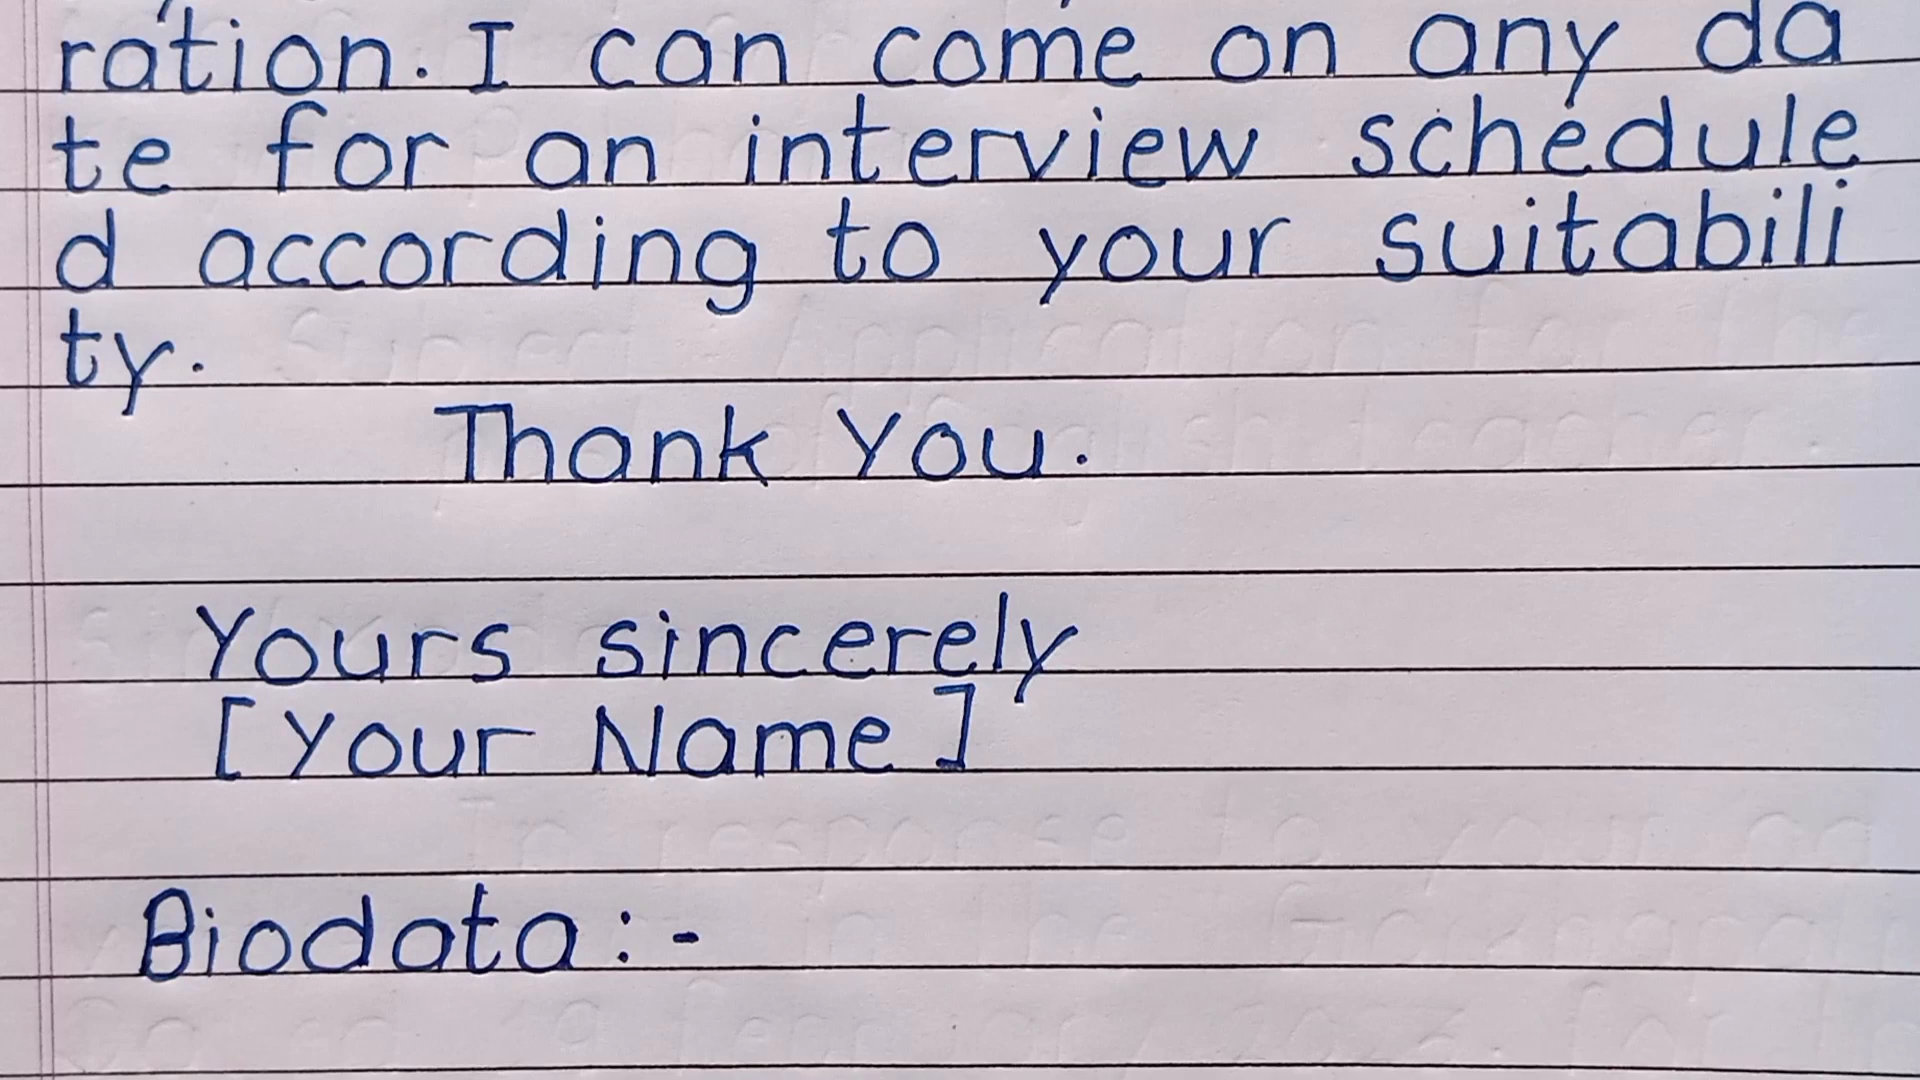 ration. I can come on any da
te for an interview schedule
d according to your suitabili
ty.
Thank You.
Yours sincerely
[Your Name]
Biodata:-